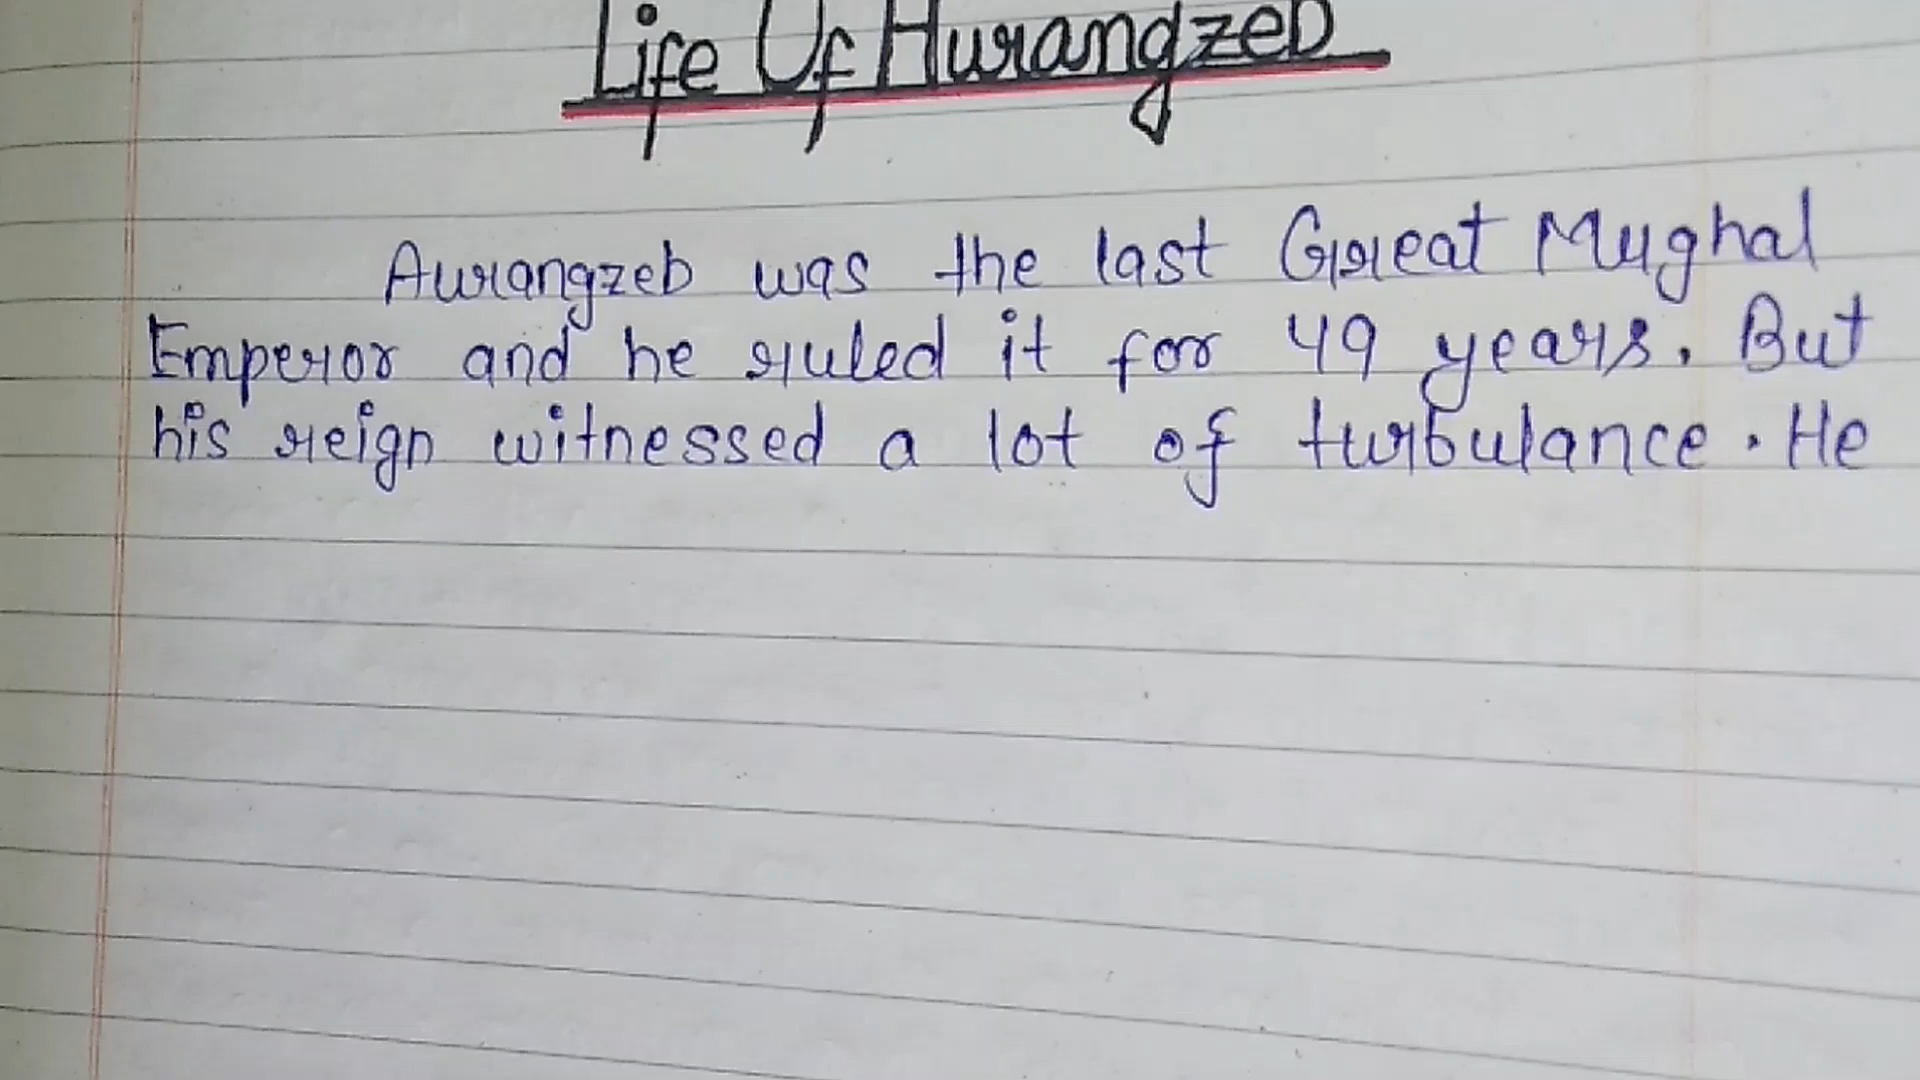 Life Of Aurangzeb
Aurangzeb was the last Great Mughal
Emperor and he ruled it for 49 years. But
his reign witnessed a lot of turbulance. He